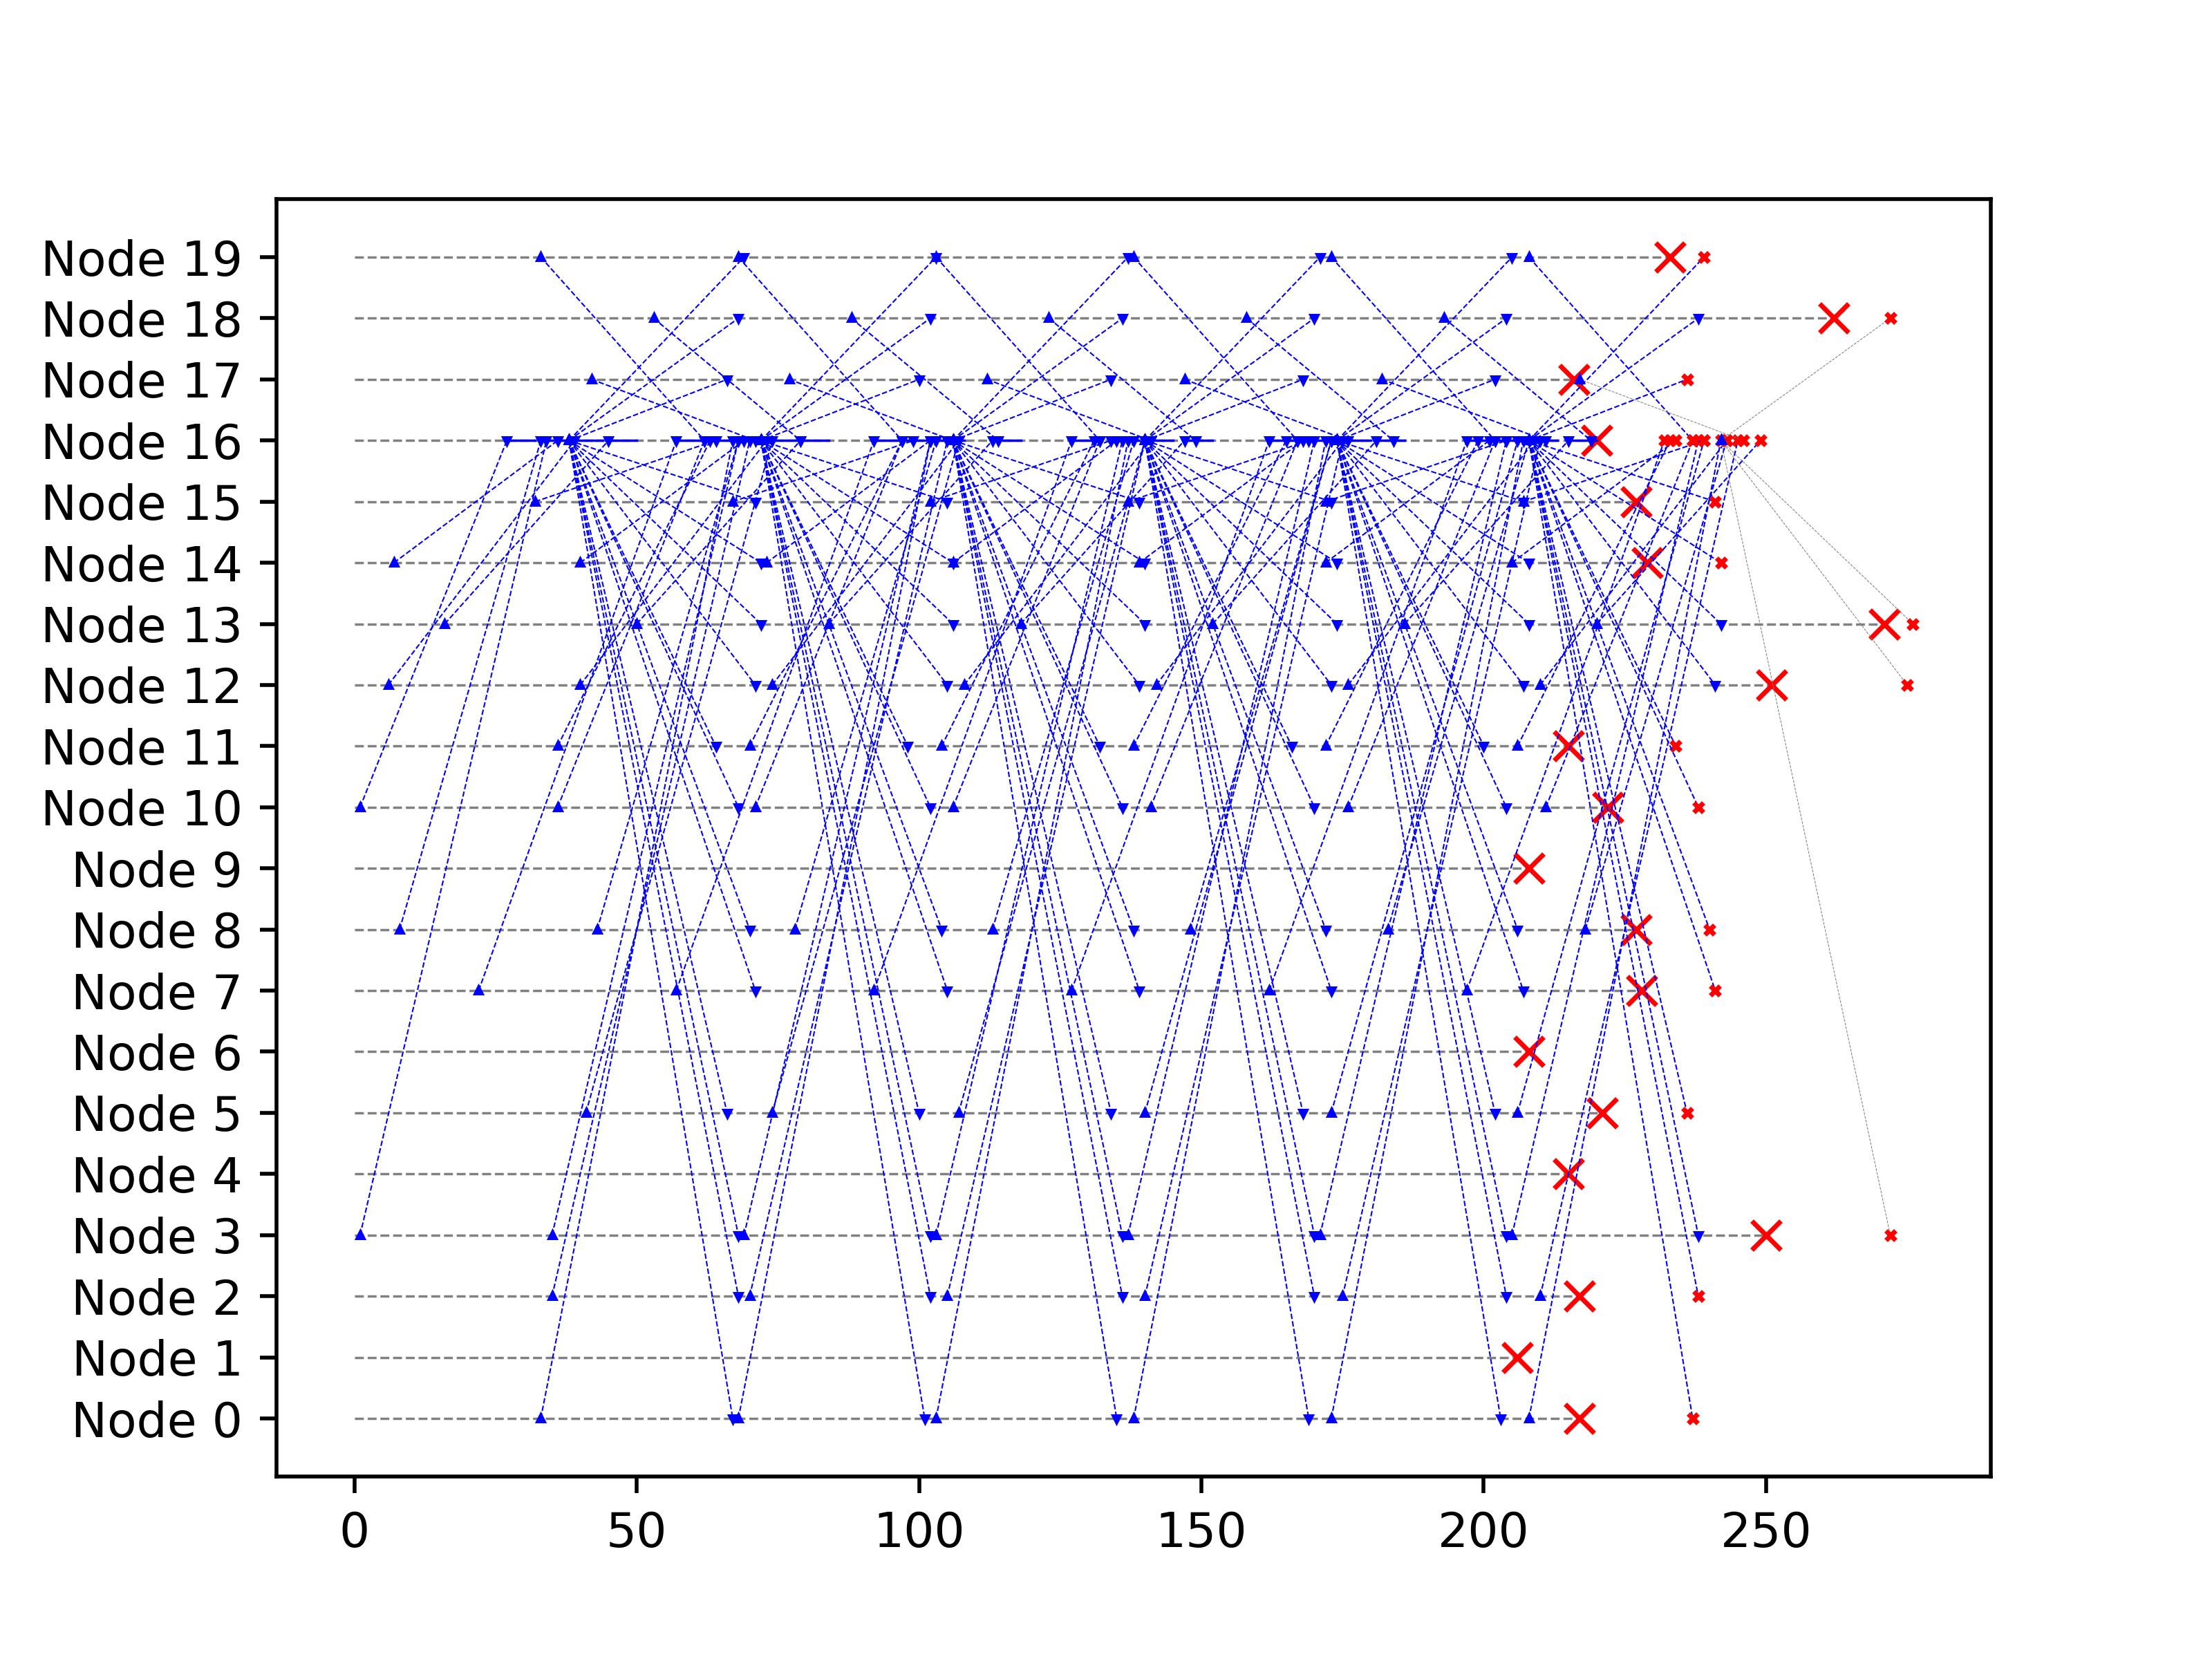 Node 19
Node 18
Node 17
Node 16
Node 15
Node 14
Node 13
Node 12
Node 11
Node 10
Node 9
Node 8
Node 7
Node 6
Node 5
Node 4
Node 3
Node 2
Node 1
Node 0
0 50 100 150 200 250